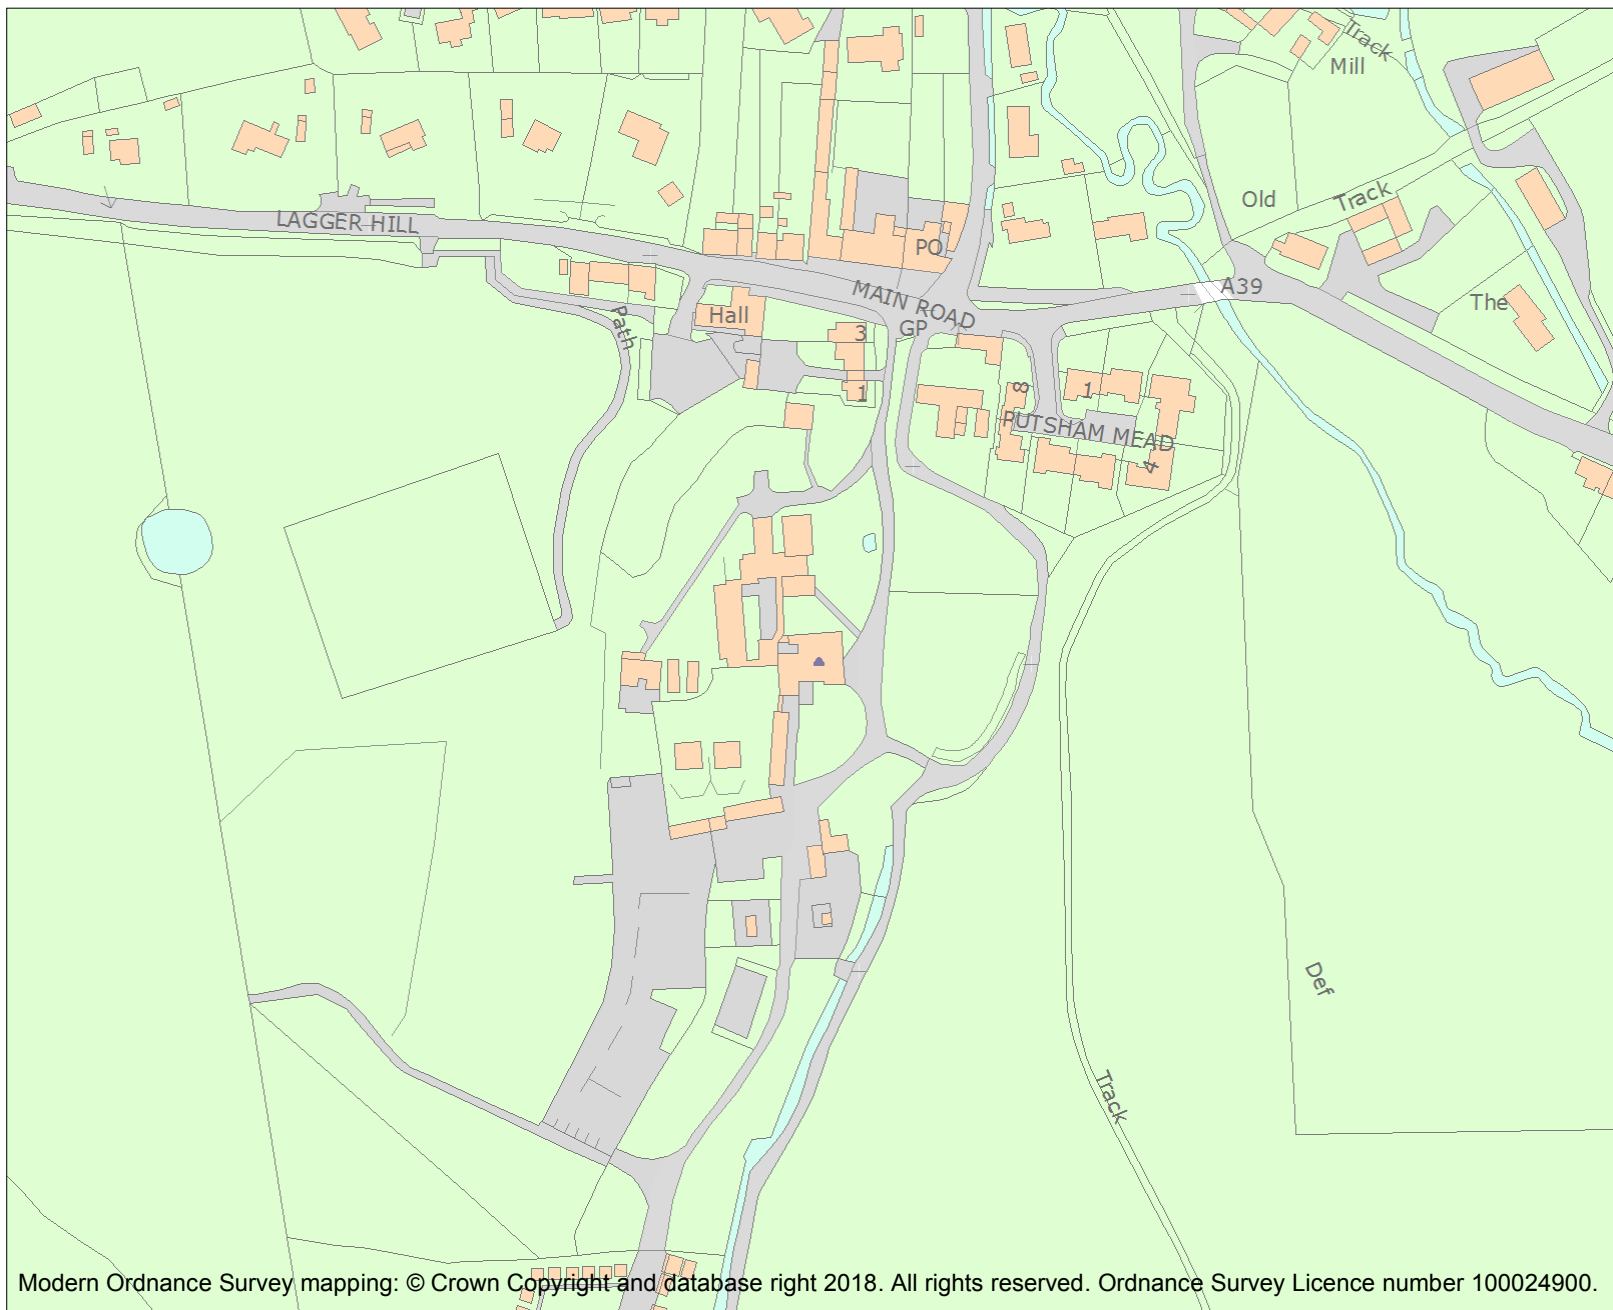 Track
Mill
Old
Track
LAGGER HILL
PO
A39
MAIN ROAD
The
Hall
GP
Path
3
8
1
1
PUTSHAM MEAD
4
Def
Track
Modern Ordnance Survey mapping: © Crown Copyright and database right 2018. All rights reserved. Ordnance Survey Licence number 100024900.